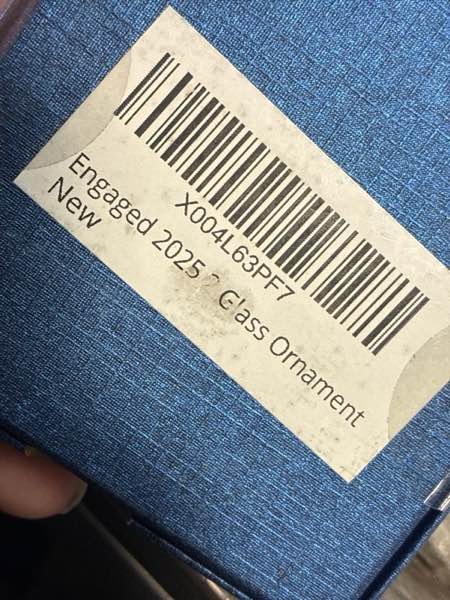 X004L63PF7
Engaged 2025 Glass Ornament
New